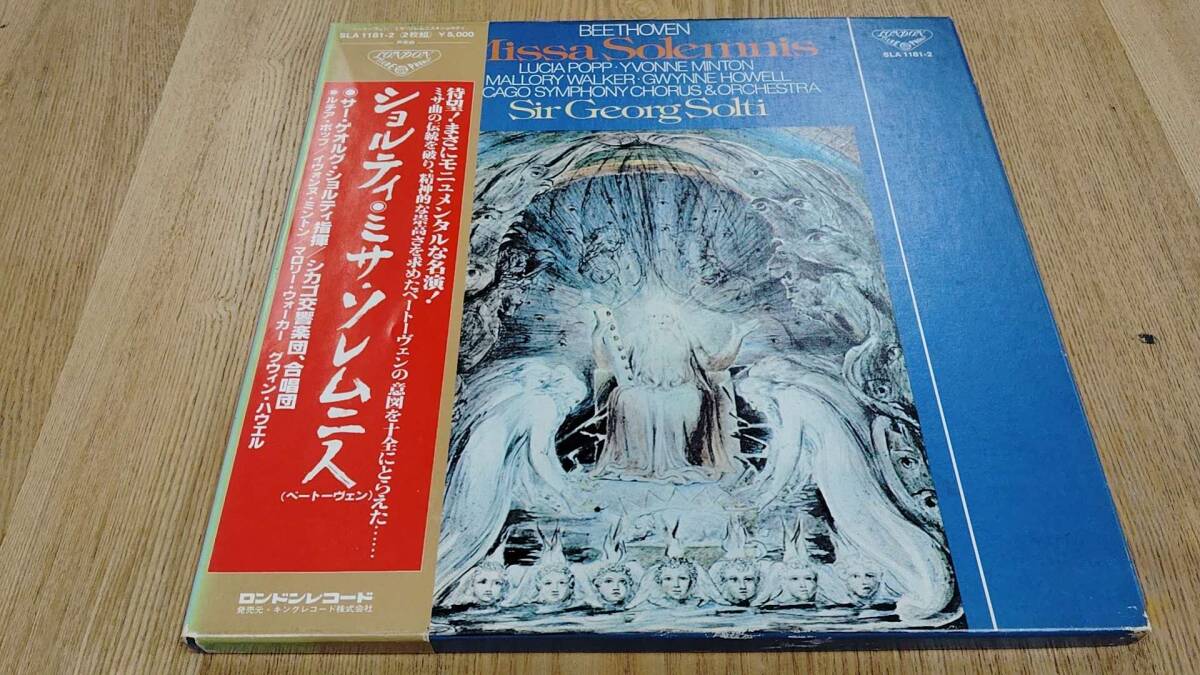 SLA 1181-2 (2枚組) ¥5,000
LONDON
待望！まさにモニュメンタルな名演！
ミサ曲の伝統を破り、精神的な崇高さを求めたベートーヴェンの意図を十全にとらえた……
ショルティ・ミサ・ソレムニス
(ベートーヴェン)
●サー・ゲオルグ・ショルティ指揮/シカゴ交響楽団、合唱団
●ルチア・ポップ/イヴォンヌ・ミントン/マロリー・ウォーカー グウィン・ハウエル
ロンドンレコード
発売元・キングレコード株式会社
BEETHOVEN
Missa Solemnis
LUCIA POPP · YVONNE MINTON
MALLORY WALKER · GWYNNE HOWELL
CAGO SYMPHONY CHORUS & ORCHESTRA
Sir Georg Solti
LONDON
SLA 1181-2